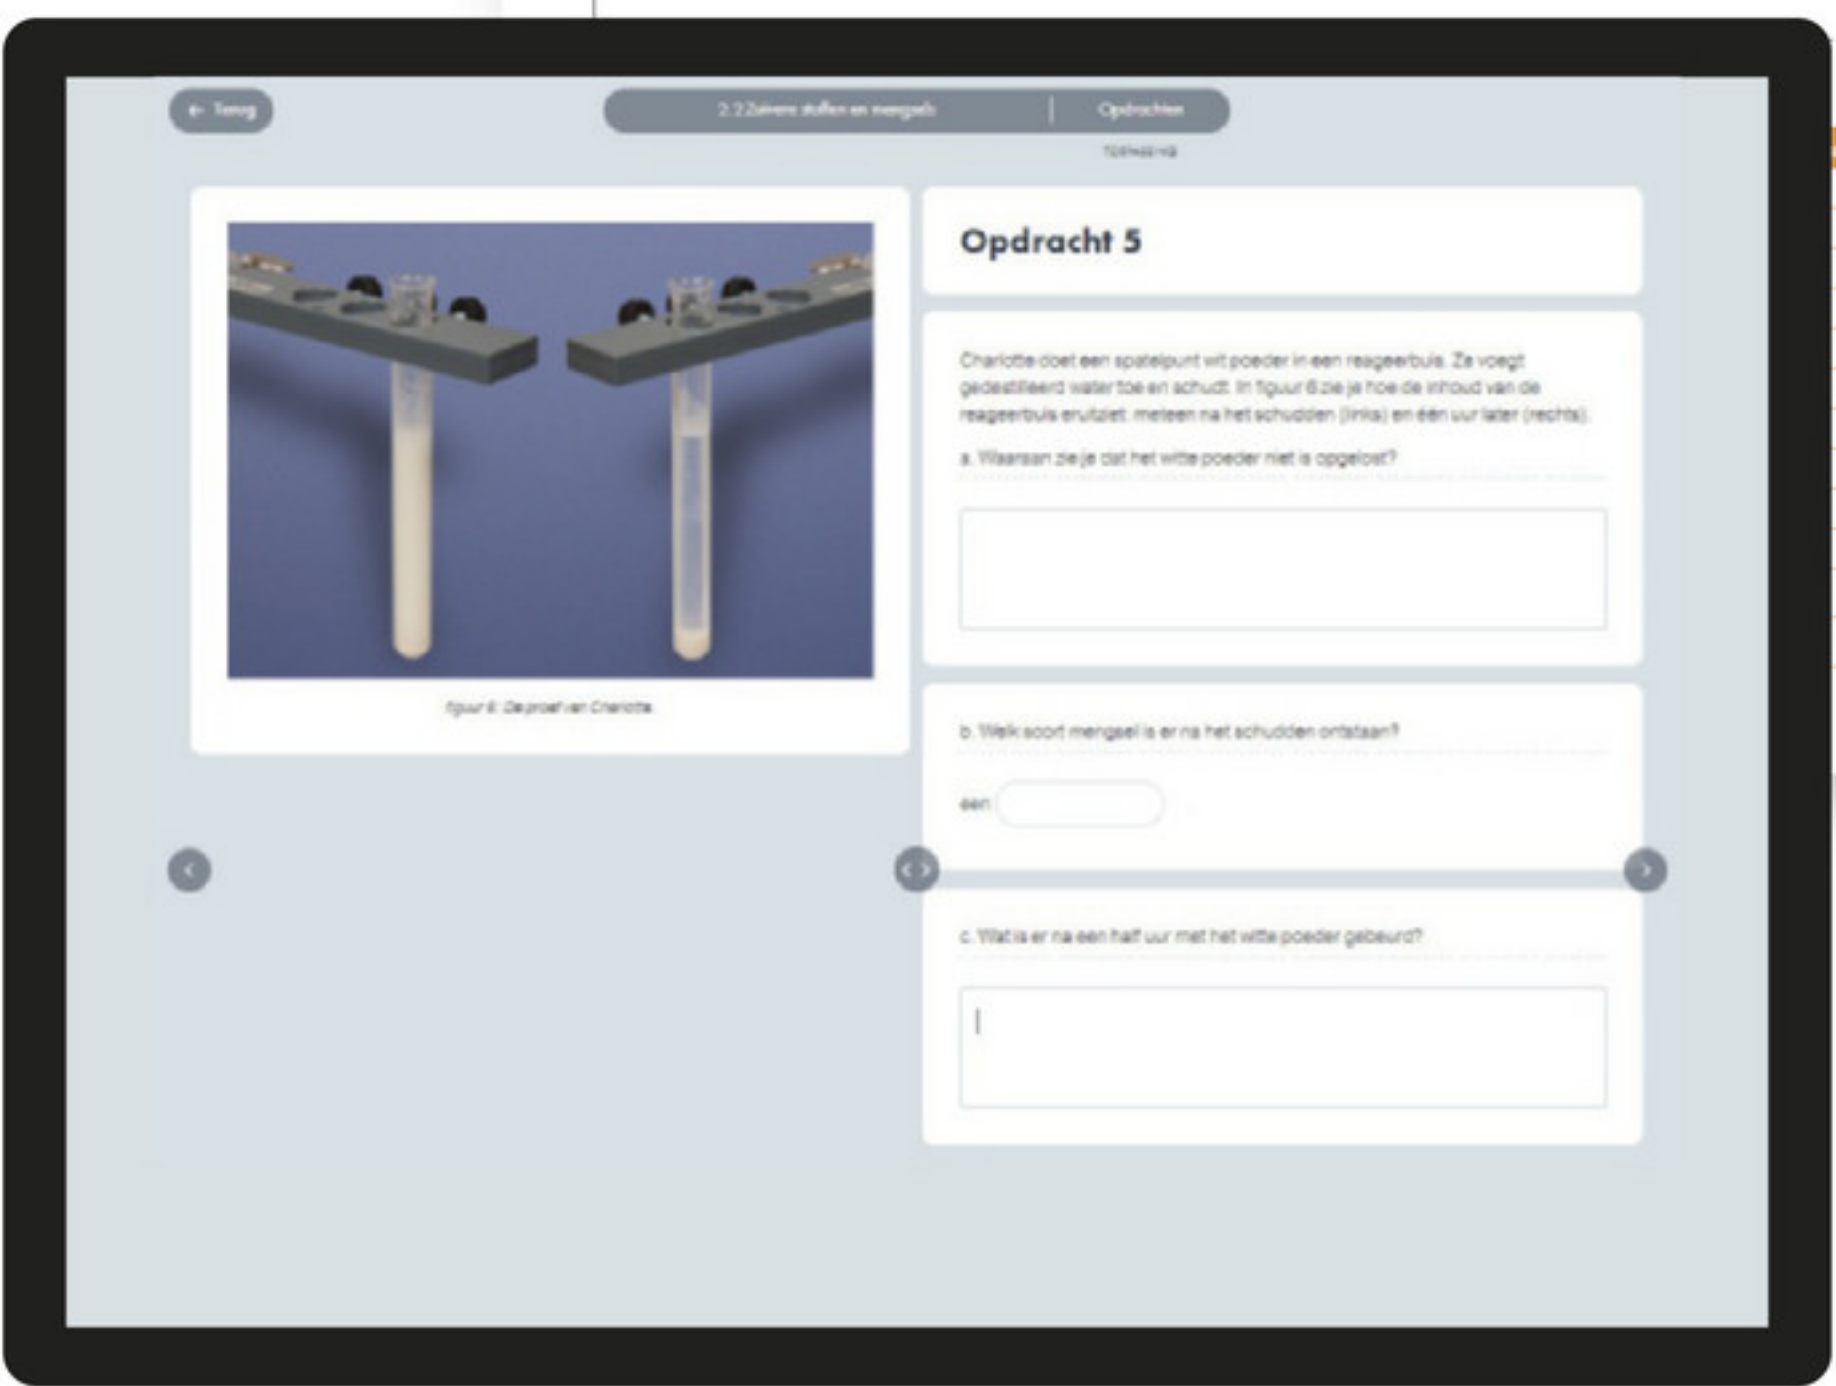 ← Terug
2.2 Zuivere stoffen en mengsels | Opdrachten
Opdracht 5
Charlotte doet een spatelpunt wit poeder in een reageerbuis. Ze voegt
gedestilleerd water toe en schudt. In figuur 6 zie je hoe de inhoud van de
reageerbuis eruitziet: meteen na het schudden (links) en één uur later (rechts).
a. Waaraan zie je dat het witte poeder niet is opgelost?
figuur 6: De proef van Charlotte.
b. Welk soort mengsel is er na het schudden ontstaan?
een
c. Wat is er na een half uur met het witte poeder gebeurd?